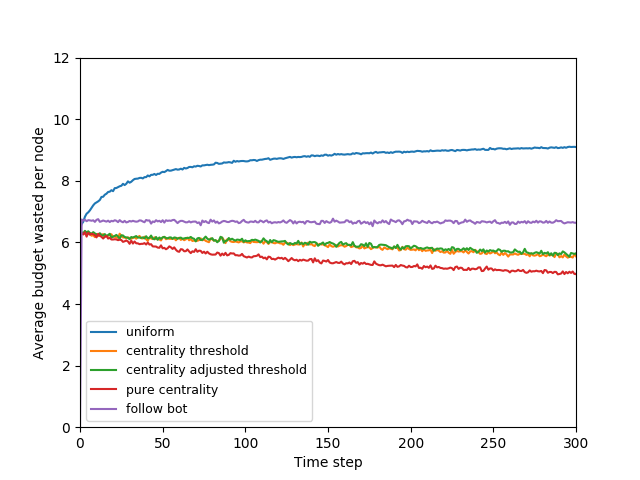 Average budget wasted per node
12
10
8
6
4
2
0
uniform
centrality threshold
centrality adjusted threshold
pure centrality
follow bot
0 50 100 150 200 250 300
Time step